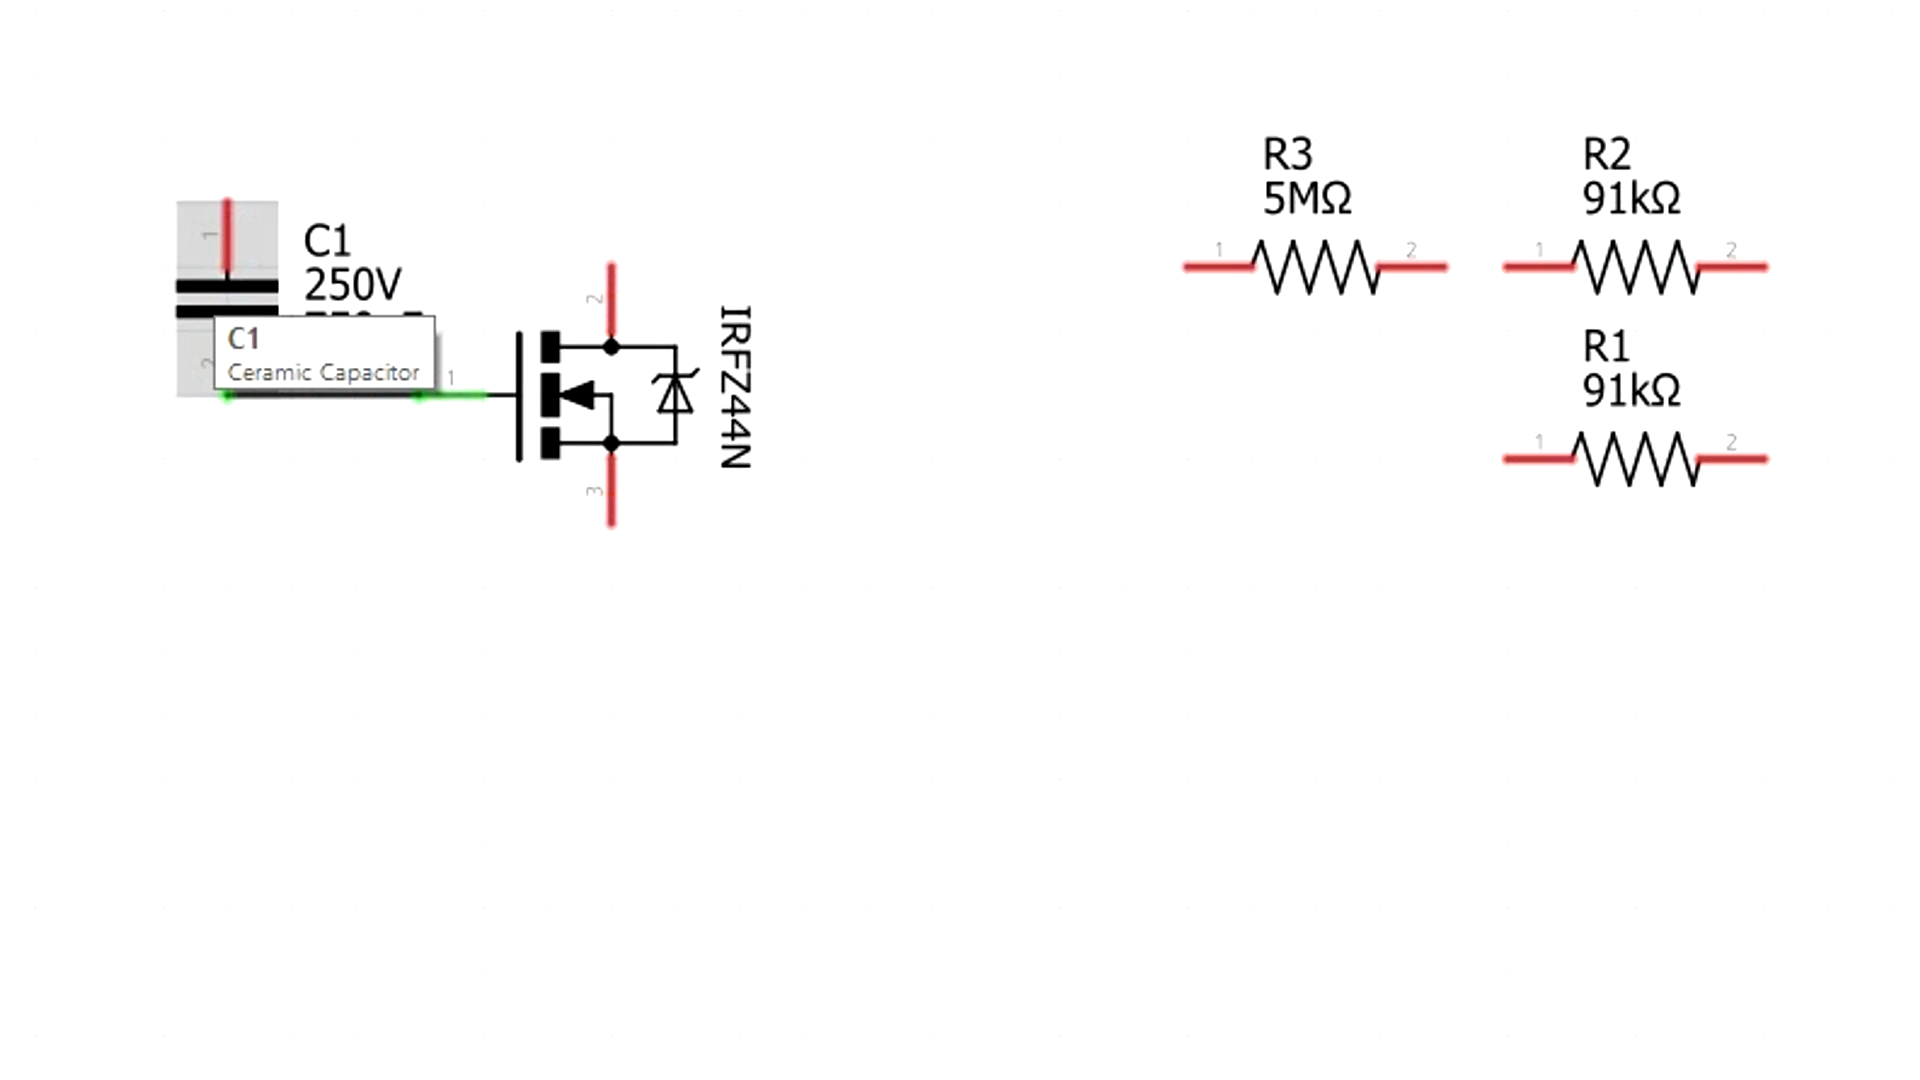 C1
250V
C1
Ceramic Capacitor
1
2
1
2
3
IRFZ44N
R3
5MΩ
1
2
R2
91kΩ
1
2
R1
91kΩ
1
2